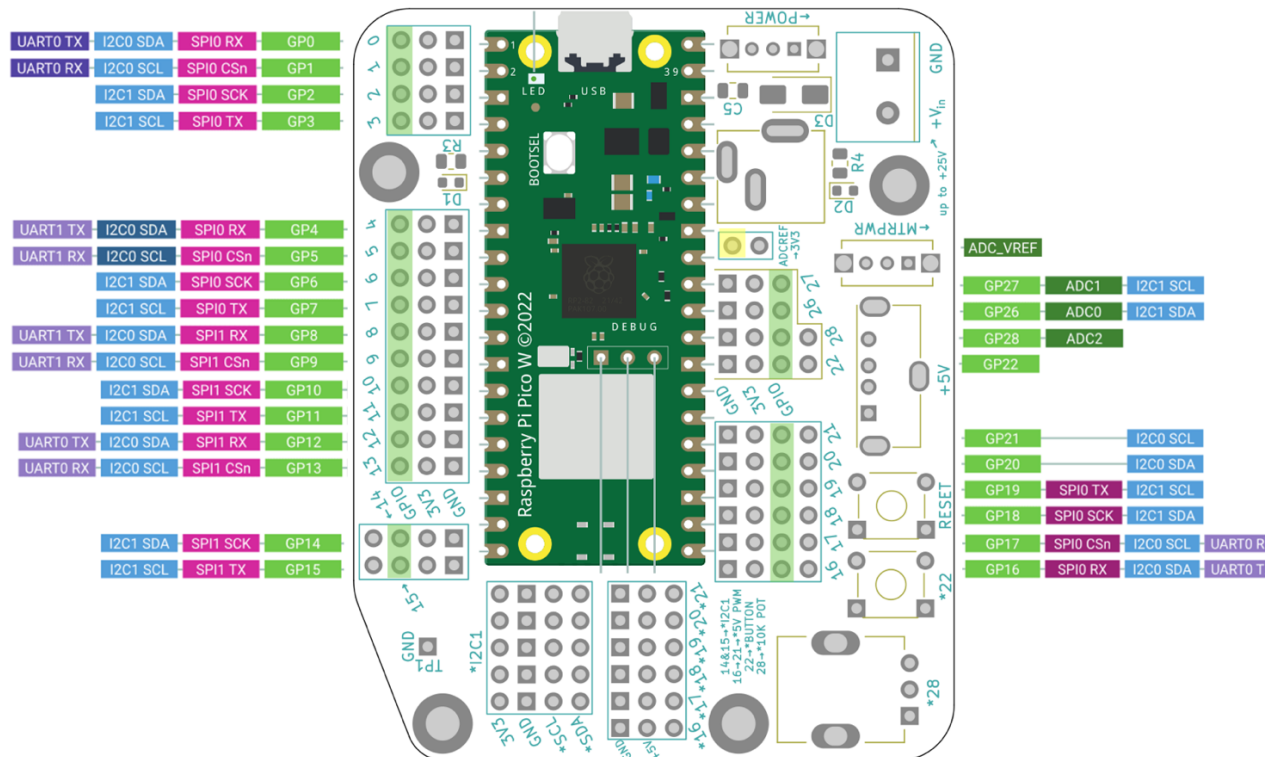 UART0 TX I2C0 SDA SPI0 RX GP0
UART0 RX I2C0 SCL SPI0 CSn GP1
I2C1 SDA SPI0 SCK GP2
I2C1 SCL SPI0 TX GP3
UART1 TX I2C0 SDA SPI0 RX GP4
UART1 RX I2C0 SCL SPI0 CSn GP5
I2C1 SDA SPI0 SCK GP6
I2C1 SCL SPI0 TX GP7
UART1 TX I2C0 SDA SPI1 RX GP8
UART1 RX I2C0 SCL SPI1 CSn GP9
I2C1 SDA SPI1 SCK GP10
I2C1 SCL SPI1 TX GP11
UART0 TX I2C0 SDA SPI1 RX GP12
UART0 RX I2C0 SCL SPI1 CSn GP13
I2C1 SDA SPI1 SCK GP14
I2C1 SCL SPI1 TX GP15
0
1
2
3
R3
D1
4
5
6
7
8
9
10
11
12
13
←14
GPIO
3V3
GND
15→
GND
TP1
*I2C1
3V3
GND
*SCL
*SDA
1
2
39
LED
USB
BOOTSEL
DEBUG
Raspberry Pi Pico W ©2022
←POWER
C5
D3
GND
+Vin
up to +25V
R4
D2
←MTRPWR
ADCREF
→3V3
27
26
28
22
GND
3V3
GPIO
+5V
21
20
19
18
17
16
RESET
*22
14&15→*I2C1
16→21→*5V PWM
22→*BUTTON
28→*10K POT
*21
*20
*19
*18
*17
*16
GND
+5V
*28
ADC_VREF
GP27 ADC1 I2C1 SCL
GP26 ADC0 I2C1 SDA
GP28 ADC2
GP22
GP21 I2C0 SCL
GP20 I2C0 SDA
GP19 SPI0 TX I2C1 SCL
GP18 SPI0 SCK I2C1 SDA
GP17 SPI0 CSn I2C0 SCL UART0 R
GP16 SPI0 RX I2C0 SDA UART0 T